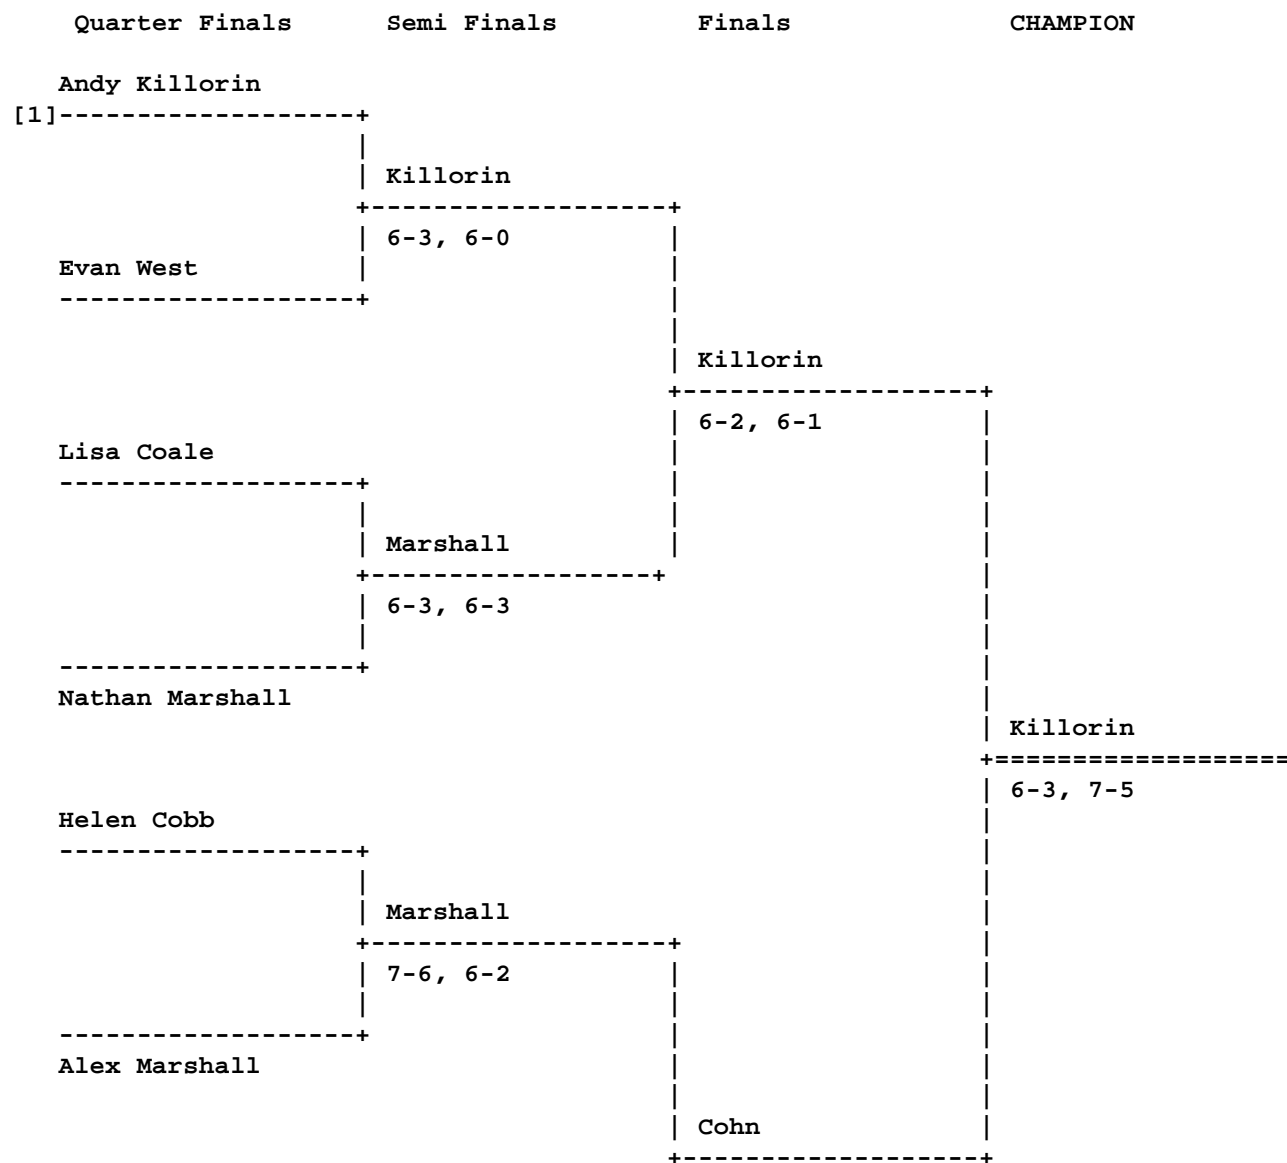 Quarter Finals Semi Finals Finals CHAMPION
Andy Killorin
[1]-------------------+
|
| Killorin
+-------------------+
| 6-3, 6-0 |
Evan West | |
-------------------+ |
|
| Killorin
+-------------------+
| 6-2, 6-1 |
Lisa Coale | |
-------------------+ | |
| | |
| Marshall | |
+------------------+ |
| 6-3, 6-3 |
| |
-------------------+ |
Nathan Marshall |
| Killorin
+===================
| 6-3, 7-5
Helen Cobb |
-------------------+ |
| |
| Marshall |
+-------------------+ |
| 7-6, 6-2 | |
| | |
-------------------+ | |
Alex Marshall | |
| |
| Cohn |
+-------------------+